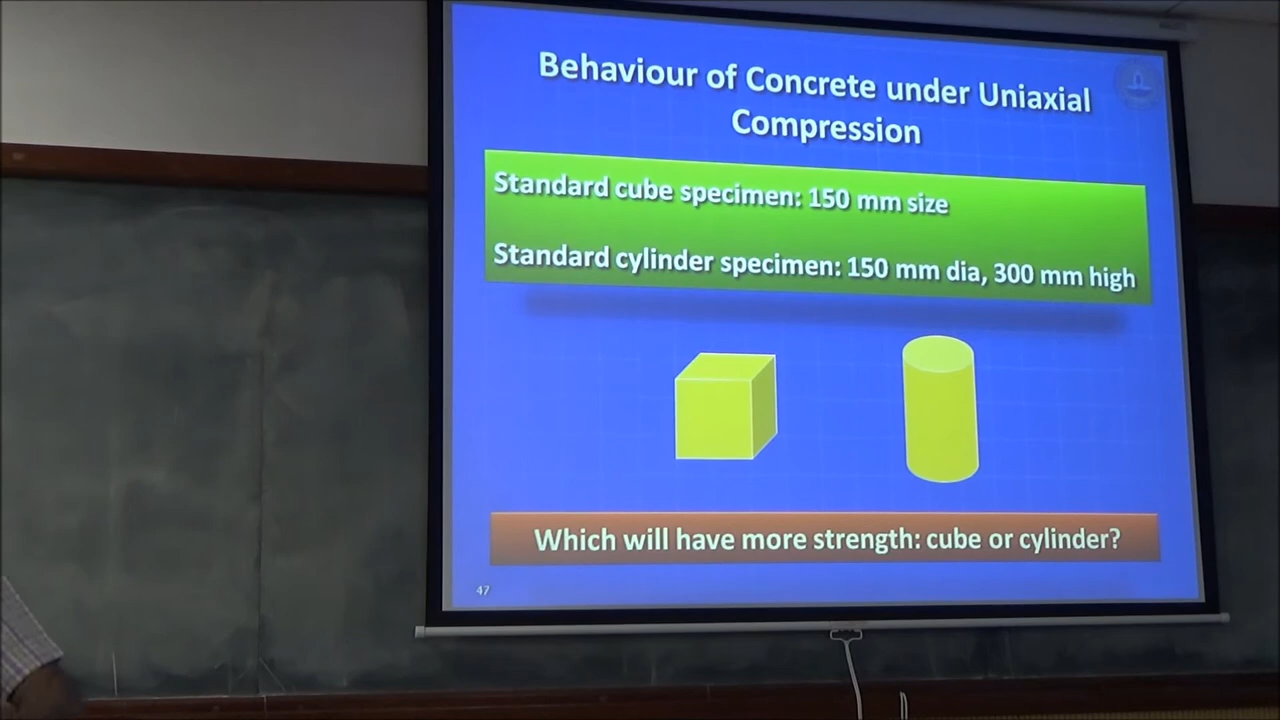 Behaviour of Concrete under Uniaxial
Compression
Standard cube specimen: 150 mm size
Standard cylinder specimen: 150 mm dia, 300 mm high
Which will have more strength: cube or cylinder?
47